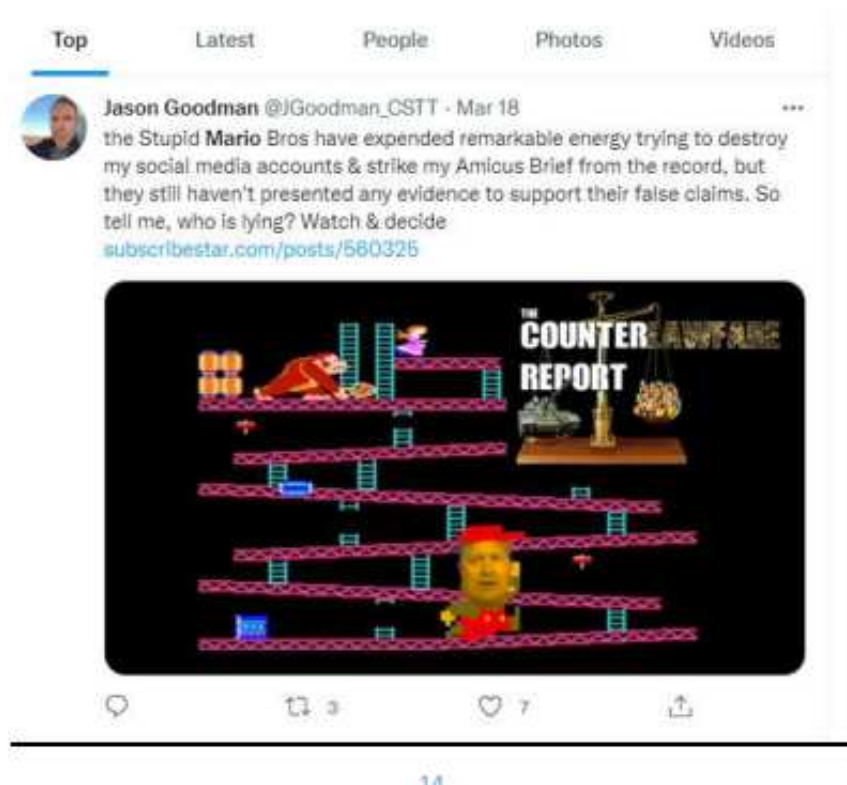 Top Latest People Photos Videos
Jason Goodman @JGoodman_CSTT · Mar 18
the Stupid Mario Bros have expended remarkable energy trying to destroy
my social media accounts & strike my Amicus Brief from the record, but
they still haven't presented any evidence to support their false claims. So
tell me, who is lying? Watch & decide
subscribestar.com/posts/560325
THE
COUNTER LAWFARE
REPORT
3 7
14